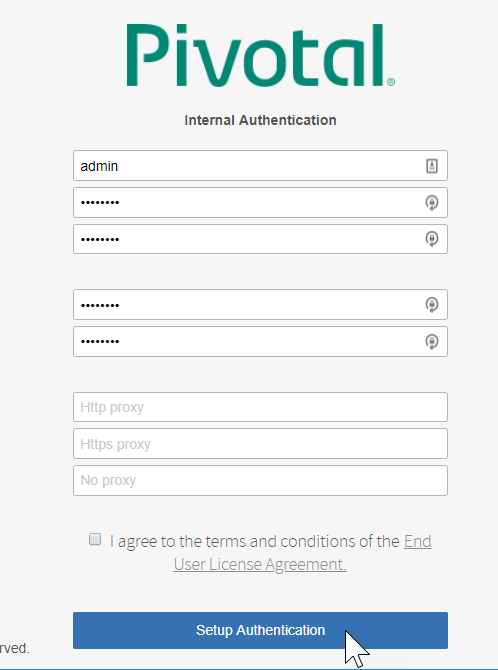 Pivotal®
Internal Authentication
admin
••••••••
••••••••
••••••••
••••••••
Http proxy
Https proxy
No proxy
I agree to the terms and conditions of the End
User License Agreement.
Setup Authentication
rved.